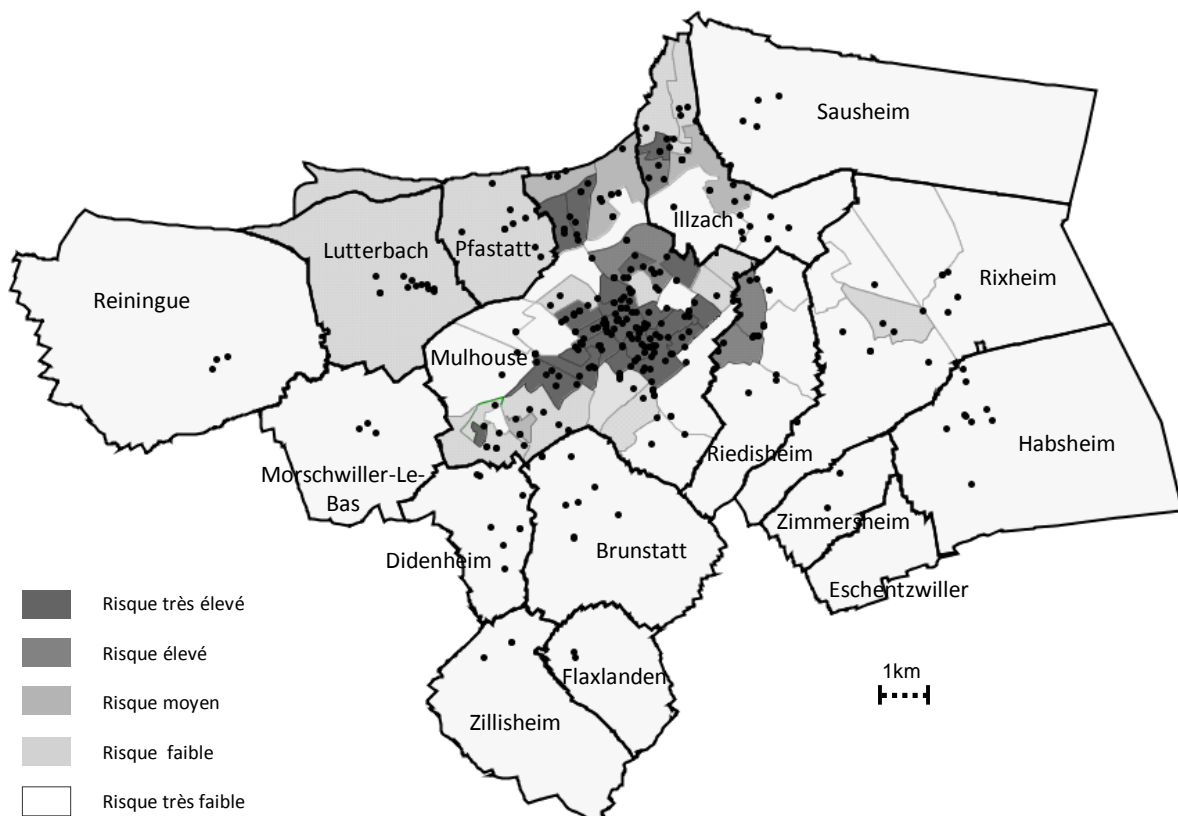 Sausheim
Illzach
Lutterbach
Pfastatt
Rixheim
Reiningue
Mulhouse
Habsheim
Riedisheim
Morschwiller-Le-
Bas
Zimmersheim
Didenheim
Brunstatt
Eschentzwiller
Flaxlanden
Zillisheim
1km
Risque très élevé
Risque élevé
Risque moyen
Risque  faible
Risque très faible